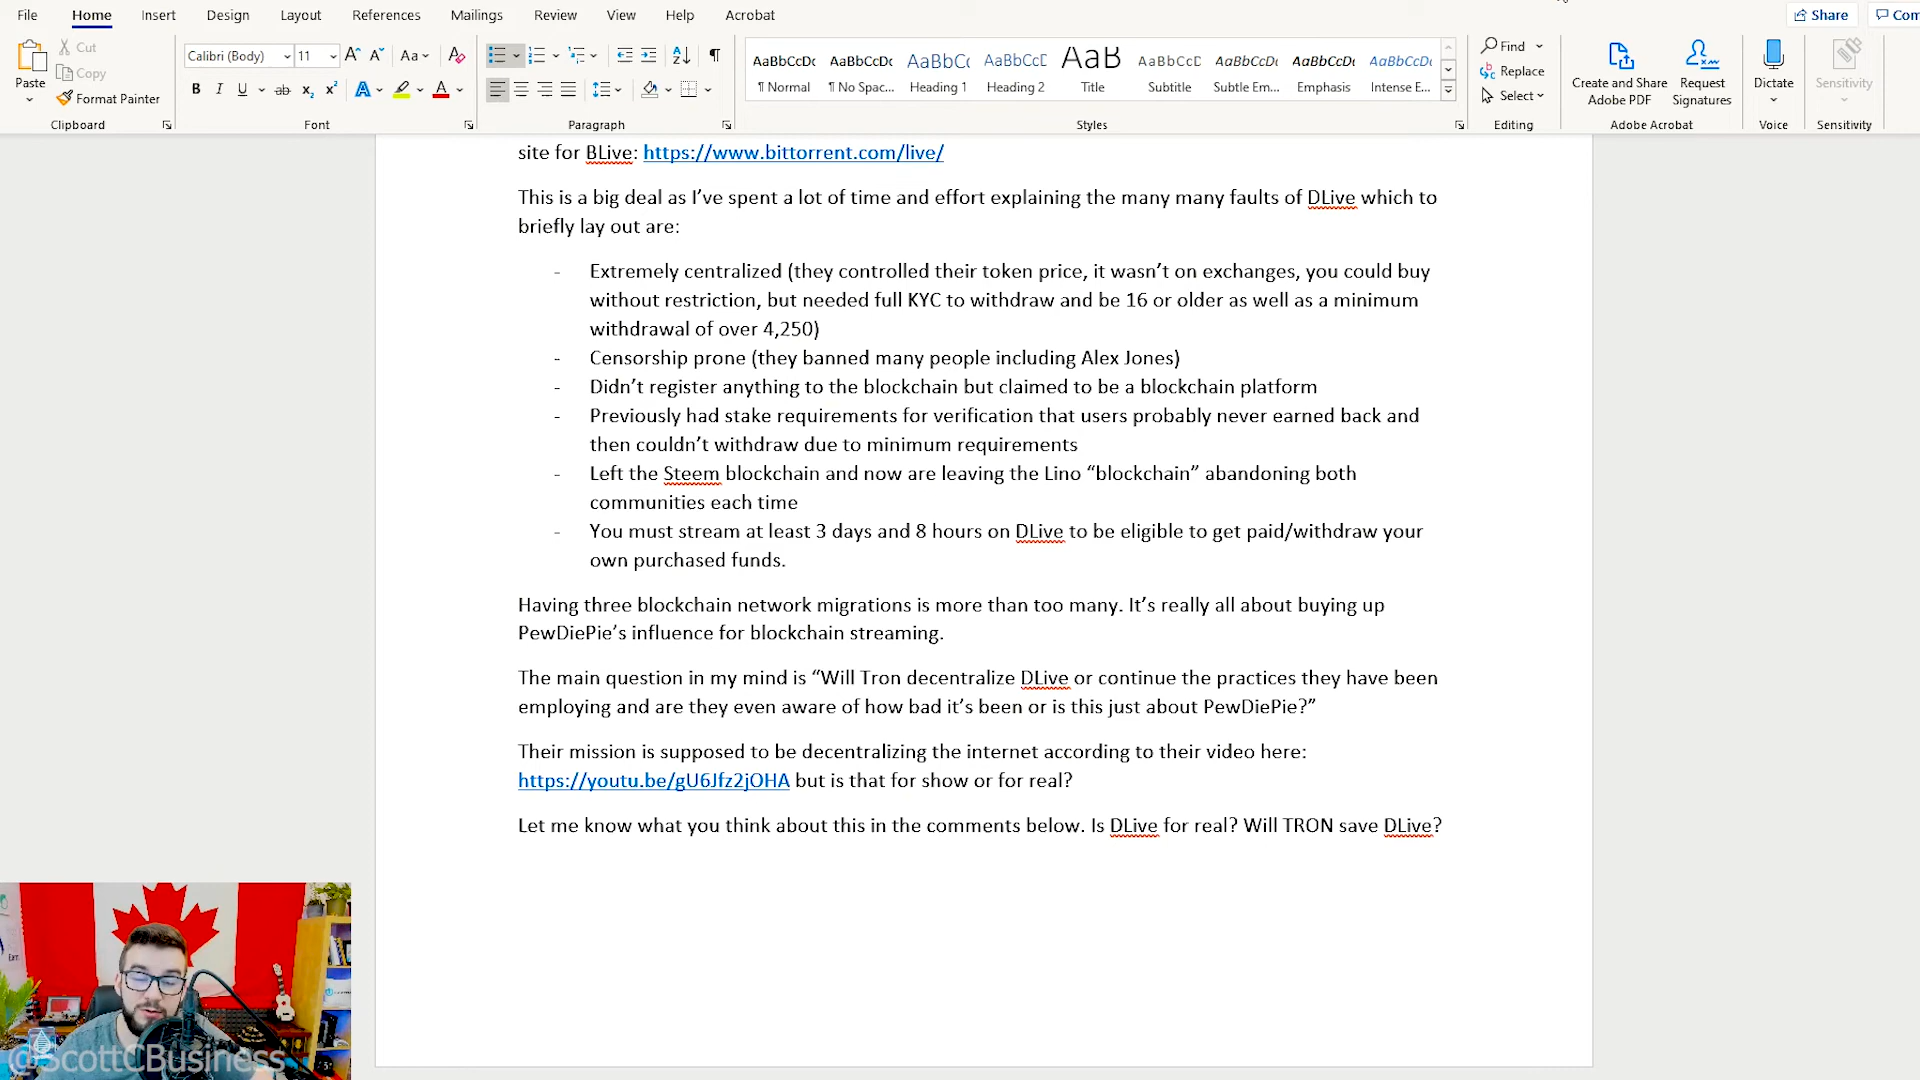 File Home Insert Design Layout References Mailings Review View Help Acrobat Share Com
Paste Cut Copy Format Painter Clipboard
Calibri (Body) 11 Aa
B I U ab x₂ x² A A Font
Paragraph
AaBbCcDc AaBbCcDc AaBbC( AaBbCcE AaB AaBbCcD AaBbCcDc AaBbCcDc AaBbCcDc
¶ Normal ¶ No Spac... Heading 1 Heading 2 Title Subtitle Subtle Em... Emphasis Intense E...
Styles
Find Replace Select Editing
Create and Share Adobe PDF Request Signatures Adobe Acrobat
Dictate Voice
Sensitivity Sensitivity
site for BLive: https://www.bittorrent.com/live/
This is a big deal as I’ve spent a lot of time and effort explaining the many many faults of DLive which to
briefly lay out are:
- Extremely centralized (they controlled their token price, it wasn’t on exchanges, you could buy
without restriction, but needed full KYC to withdraw and be 16 or older as well as a minimum
withdrawal of over 4,250)
- Censorship prone (they banned many people including Alex Jones)
- Didn’t register anything to the blockchain but claimed to be a blockchain platform
- Previously had stake requirements for verification that users probably never earned back and
then couldn’t withdraw due to minimum requirements
- Left the Steem blockchain and now are leaving the Lino “blockchain” abandoning both
communities each time
- You must stream at least 3 days and 8 hours on DLive to be eligible to get paid/withdraw your
own purchased funds.
Having three blockchain network migrations is more than too many. It’s really all about buying up
PewDiePie’s influence for blockchain streaming.
The main question in my mind is “Will Tron decentralize DLive or continue the practices they have been
employing and are they even aware of how bad it’s been or is this just about PewDiePie?”
Their mission is supposed to be decentralizing the internet according to their video here:
https://youtu.be/gU6Jfz2jOHA but is that for show or for real?
Let me know what you think about this in the comments below. Is DLive for real? Will TRON save DLive?
@ScottCBusiness